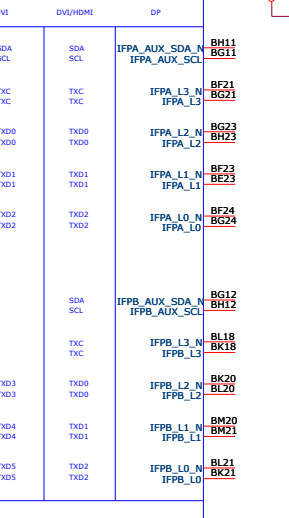 VI DVI/HDMI DP
SDA SDA IFPA_AUX_SDA_N BH11
SCL SCL IFPA_AUX_SCL BG11
TXC TXC IFPA_L3_N BF21
TXC TXC IFPA_L3 BG21
TXD0 TXD0 IFPA_L2_N BG23
TXD0 TXD0 IFPA_L2 BH23
TXD1 TXD1 IFPA_L1_N BF23
TXD1 TXD1 IFPA_L1 BE23
TXD2 TXD2 IFPA_L0_N BF24
TXD2 TXD2 IFPA_L0 BG24
SDA IFPB_AUX_SDA_N BG12
SCL IFPB_AUX_SCL BH12
TXC IFPB_L3_N BL18
TXC IFPB_L3 BK18
TXD3 TXD0 IFPB_L2_N BK20
TXD3 TXD0 IFPB_L2 BL20
TXD4 TXD1 IFPB_L1_N BM20
TXD4 TXD1 IFPB_L1 BM21
TXD5 TXD2 IFPB_L0_N BL21
TXD5 TXD2 IFPB_L0 BK21